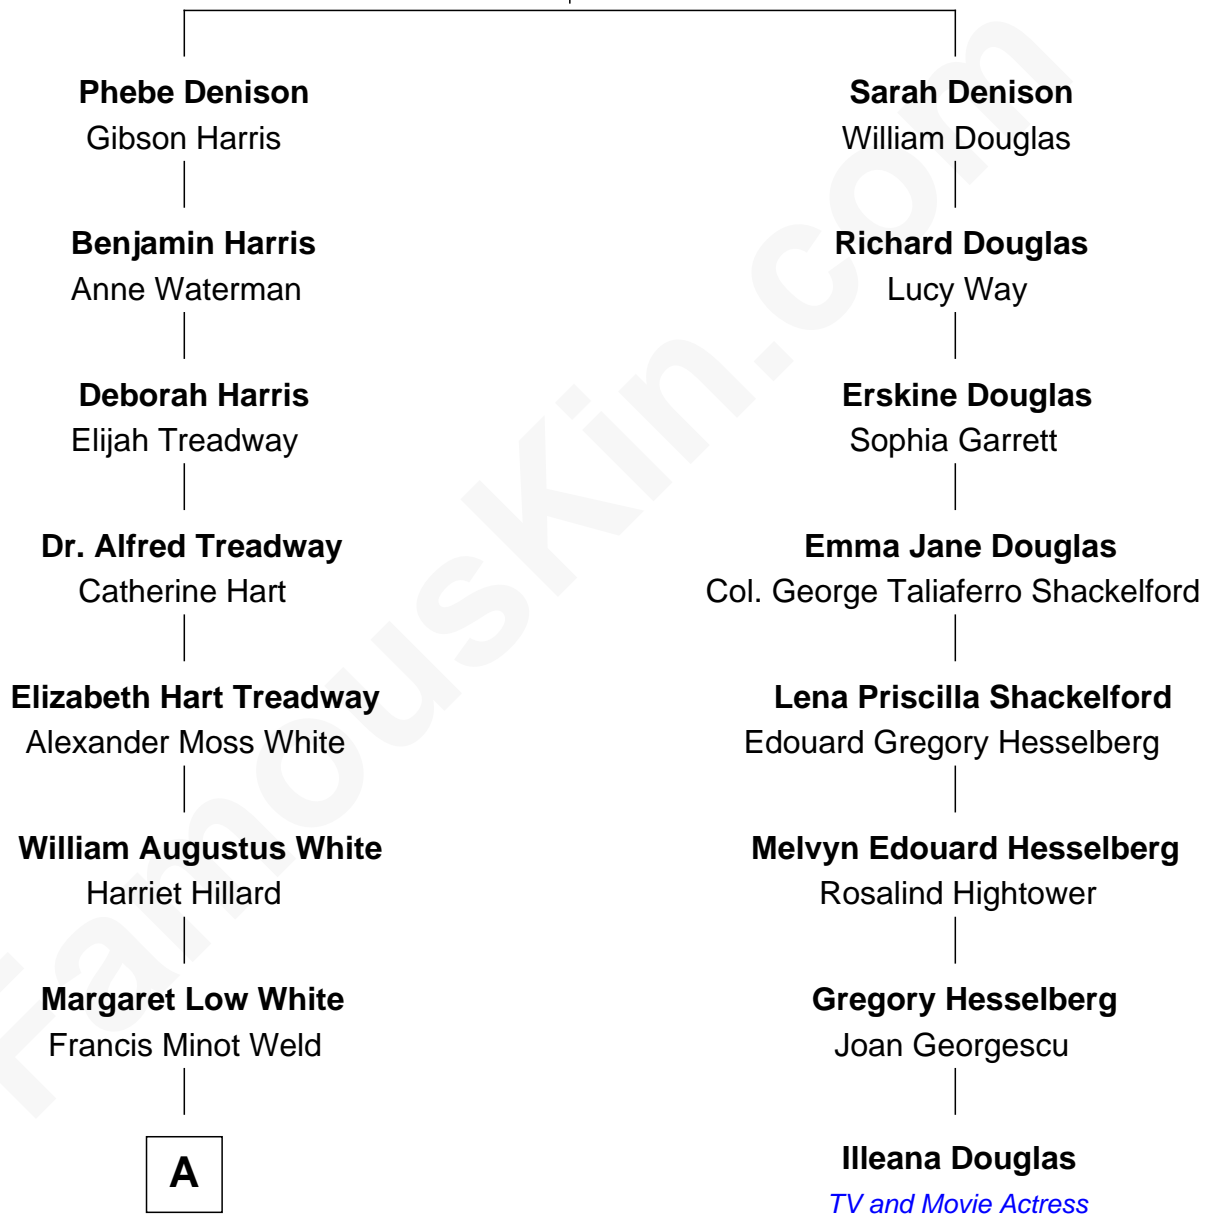 Phebe Denison
Gibson Harris
Benjamin Harris
Anne Waterman
Deborah Harris
Elijah Treadway
Dr. Alfred Treadway
Catherine Hart
Elizabeth Hart Treadway
Alexander Moss White
William Augustus White
Harriet Hillard
Margaret Low White
Francis Minot Weld
A
Sarah Denison
William Douglas
Richard Douglas
Lucy Way
Erskine Douglas
Sophia Garrett
Emma Jane Douglas
Col. George Taliaferro Shackelford
Lena Priscilla Shackelford
Edouard Gregory Hesselberg
Melvyn Edouard Hesselberg
Rosalind Hightower
Gregory Hesselberg
Joan Georgescu
Illeana Douglas
TV and Movie Actress
FamousKin.com